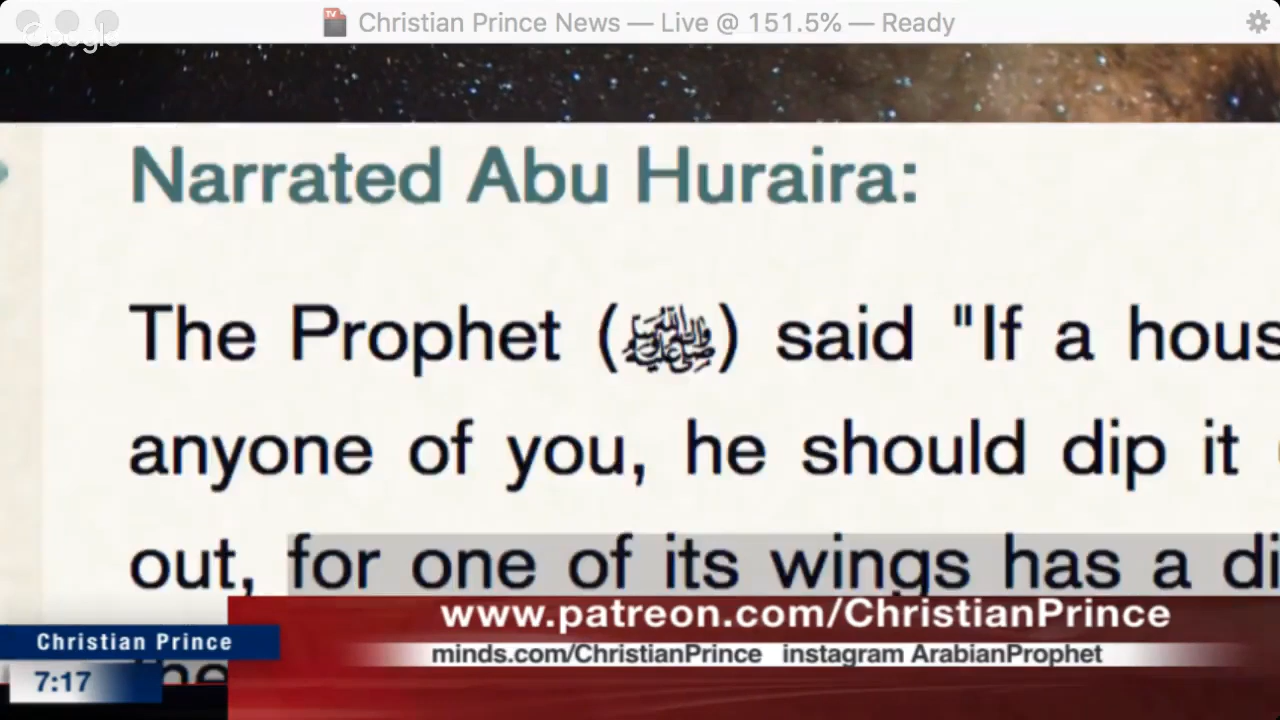 Christian Prince News — Live @ 151.5% — Ready
Google
Narrated Abu Huraira:
The Prophet (ﷺ) said "If a hous
anyone of you, he should dip it
out, for one of its wings has a di
www.patreon.com/ChristianPrince
Christian Prince
minds.com/ChristianPrince instagram ArabianProphet
7:17